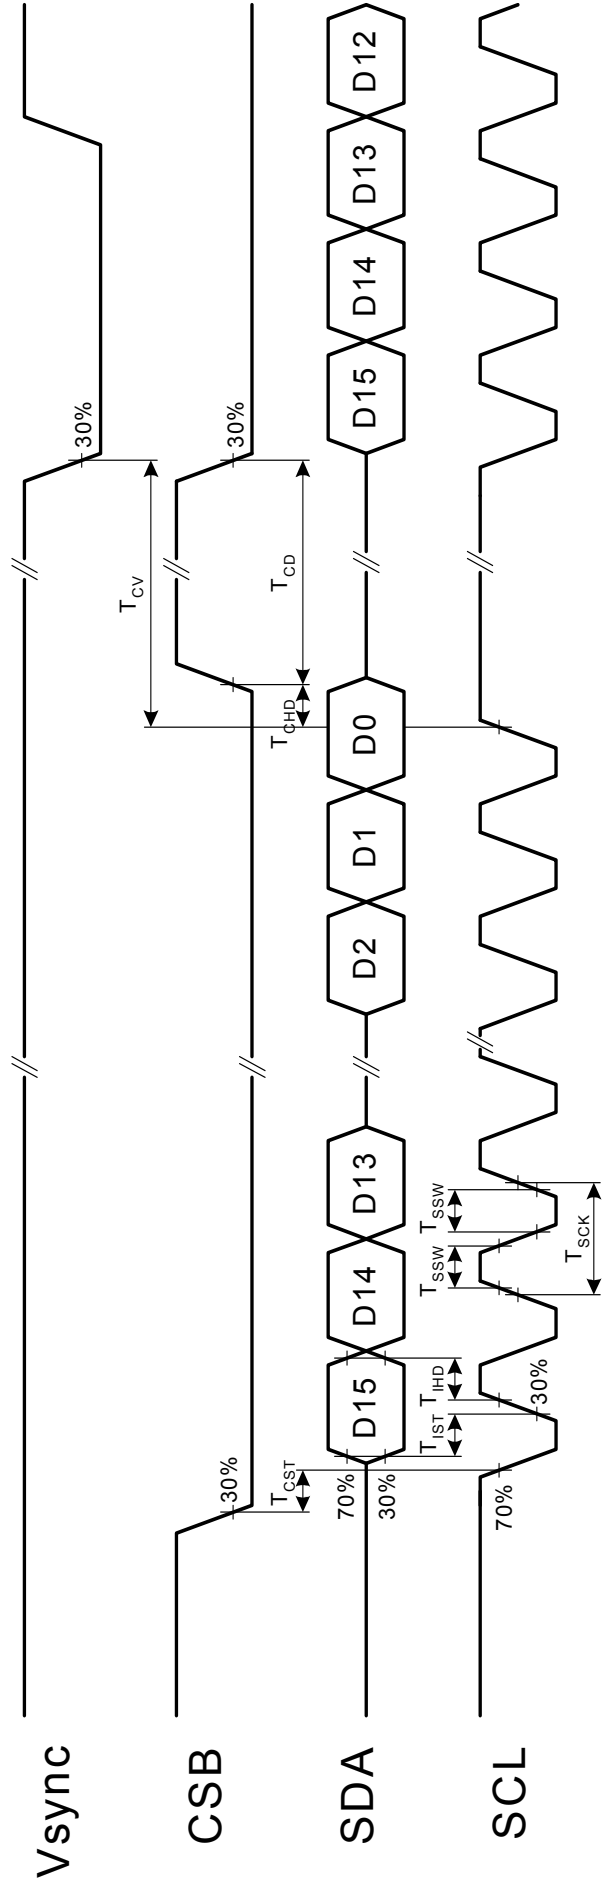 Vsync
30%
T_CV
CSB
30%
30%
T_CST
T_CHD
T_CD
SDA
70%
30%
D15
D14
D13
D2
D1
D0
D15
D14
D13
D12
T_IST
T_IHD
T_SSW
T_SSW
SCL
70%
30%
T_SCK